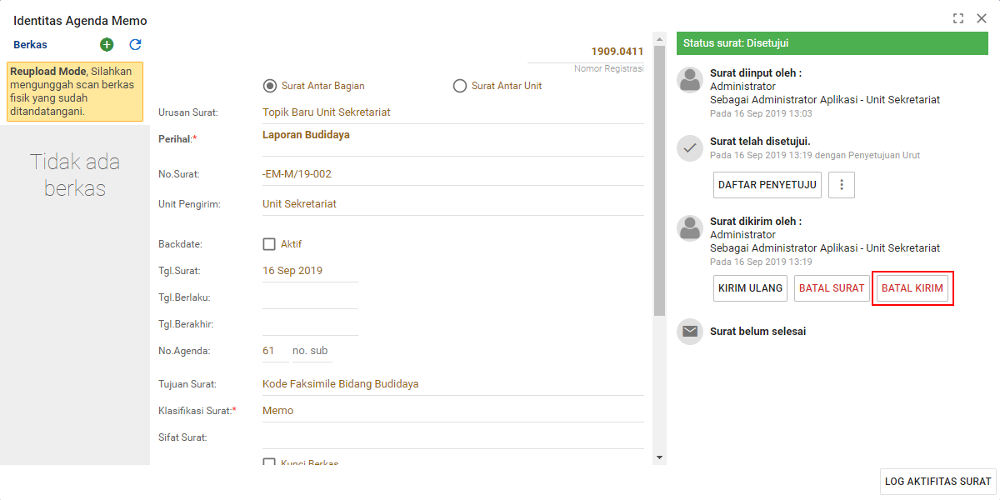 Identitas Agenda Memo
Berkas
Reupload Mode, Silahkan
mengunggah scan berkas
fisik yang sudah
ditandatangani.
Tidak ada
berkas
1909.0411
Nomor Registrasi
Surat Antar Bagian
Surat Antar Unit
Urusan Surat: Topik Baru Unit Sekretariat
Perihal:* Laporan Budidaya
No.Surat: -EM-M/19-002
Unit Pengirim: Unit Sekretariat
Backdate: Aktif
Tgl.Surat: 16 Sep 2019
Tgl.Berlaku:
Tgl.Berakhir:
No.Agenda: 61 no. sub
Tujuan Surat: Kode Faksimile Bidang Budidaya
Klasifikasi Surat:* Memo
Sifat Surat:
Kunci Berkas
Status surat: Disetujui
Surat diinput oleh :
Administrator
Sebagai Administrator Aplikasi - Unit Sekretariat
Pada 16 Sep 2019 13:03
Surat telah disetujui.
Pada 16 Sep 2019 13:19 dengan Penyetujuan Urut
DAFTAR PENYETUJU
Surat dikirim oleh :
Administrator
Sebagai Administrator Aplikasi - Unit Sekretariat
Pada 16 Sep 2019 13:19
KIRIM ULANG
BATAL SURAT
BATAL KIRIM
Surat belum selesai
LOG AKTIFITAS SURAT